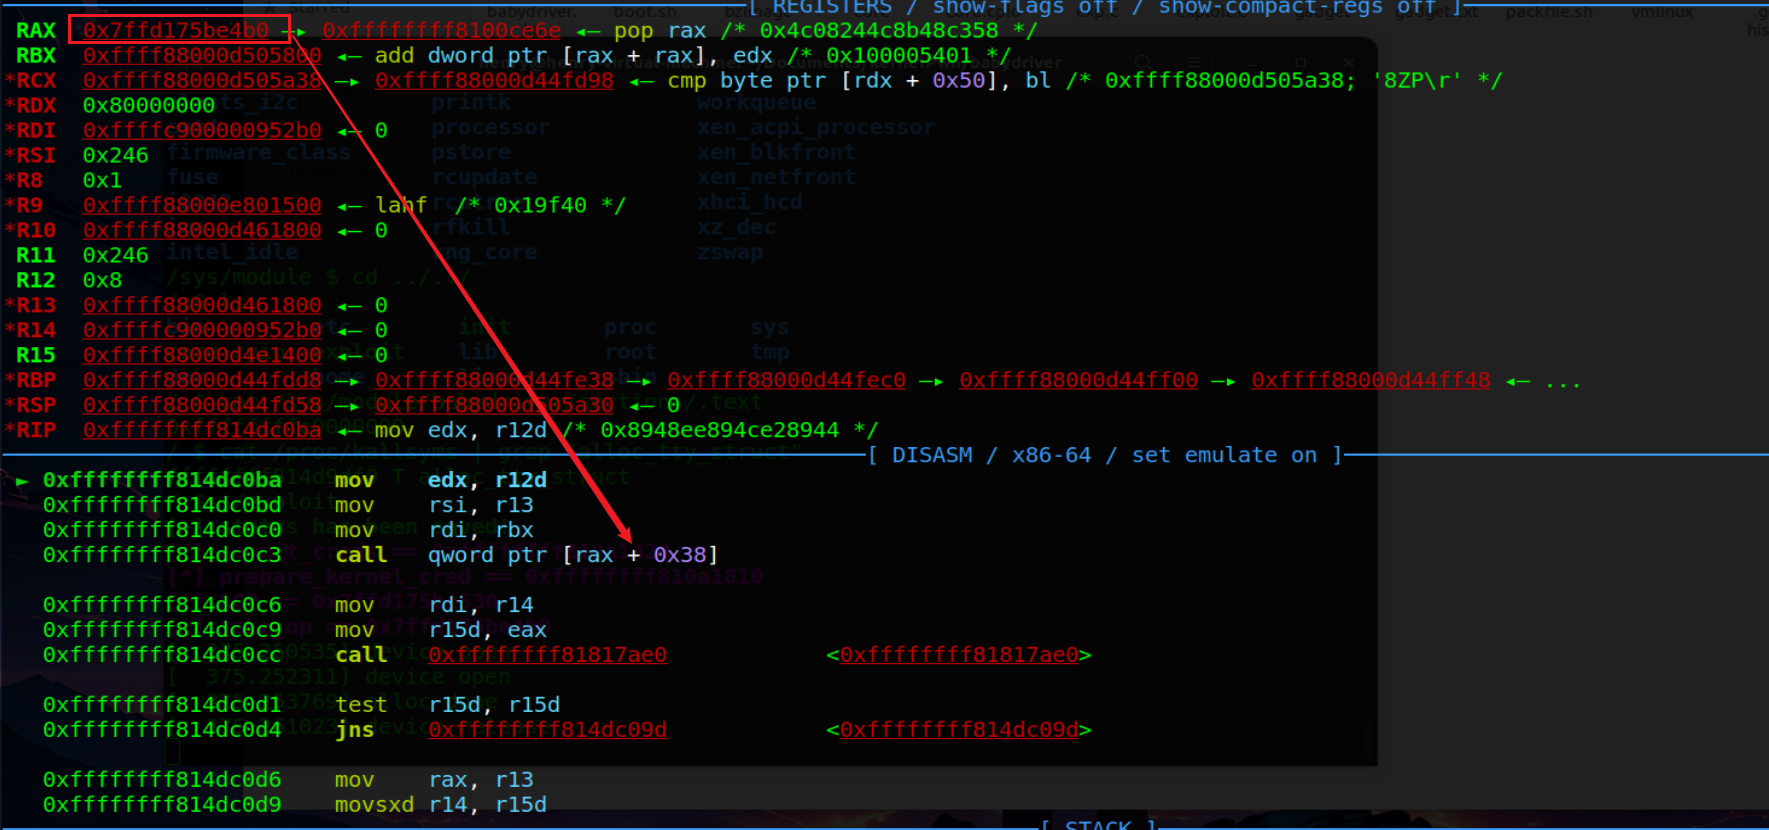 [ REGISTERS / show-flags off / show-compact-regs off ]
RAX 0x7ffd175be4b0 —▸ 0xffffffff8100ce6e ◂— pop rax /* 0x4c08244c8b48c358 */
RBX 0xffff88000d505800 ◂— add dword ptr [rax + rax], edx /* 0x100005401 */
*RCX 0xffff88000d505a38 —▸ 0xffff88000d44fd98 ◂— cmp byte ptr [rdx + 0x50], bl /* 0xffff88000d505a38; '8ZP\r' */
*RDX 0x80000000
*RDI 0xffffc900000952b0 ◂— 0
*RSI 0x246
*R8 0x1
*R9 0xffff88000e801500 ◂— lahf /* 0x19f40 */
*R10 0xffff88000d461800 ◂— 0
R11 0x246
R12 0x8
*R13 0xffff88000d461800 ◂— 0
*R14 0xffffc900000952b0 ◂— 0
R15 0xffff88000d4e1400 ◂— 0
*RBP 0xffff88000d44fdd8 —▸ 0xffff88000d44fe38 —▸ 0xffff88000d44fec0 —▸ 0xffff88000d44ff00 —▸ 0xffff88000d44ff48 ◂— ...
*RSP 0xffff88000d44fd58 —▸ 0xffff88000d505a30 ◂— 0
*RIP 0xffffffff814dc0ba ◂— mov edx, r12d /* 0x8948ee894ce28944 */
[ DISASM / x86-64 / set emulate on ]
► 0xffffffff814dc0ba mov edx, r12d
0xffffffff814dc0bd mov rsi, r13
0xffffffff814dc0c0 mov rdi, rbx
0xffffffff814dc0c3 call qword ptr [rax + 0x38]
0xffffffff814dc0c6 mov rdi, r14
0xffffffff814dc0c9 mov r15d, eax
0xffffffff814dc0cc call 0xffffffff81817ae0 <0xffffffff81817ae0>
0xffffffff814dc0d1 test r15d, r15d
0xffffffff814dc0d4 jns 0xffffffff814dc09d <0xffffffff814dc09d>
0xffffffff814dc0d6 mov rax, r13
0xffffffff814dc0d9 movsxd r14, r15d
[ STACK ]